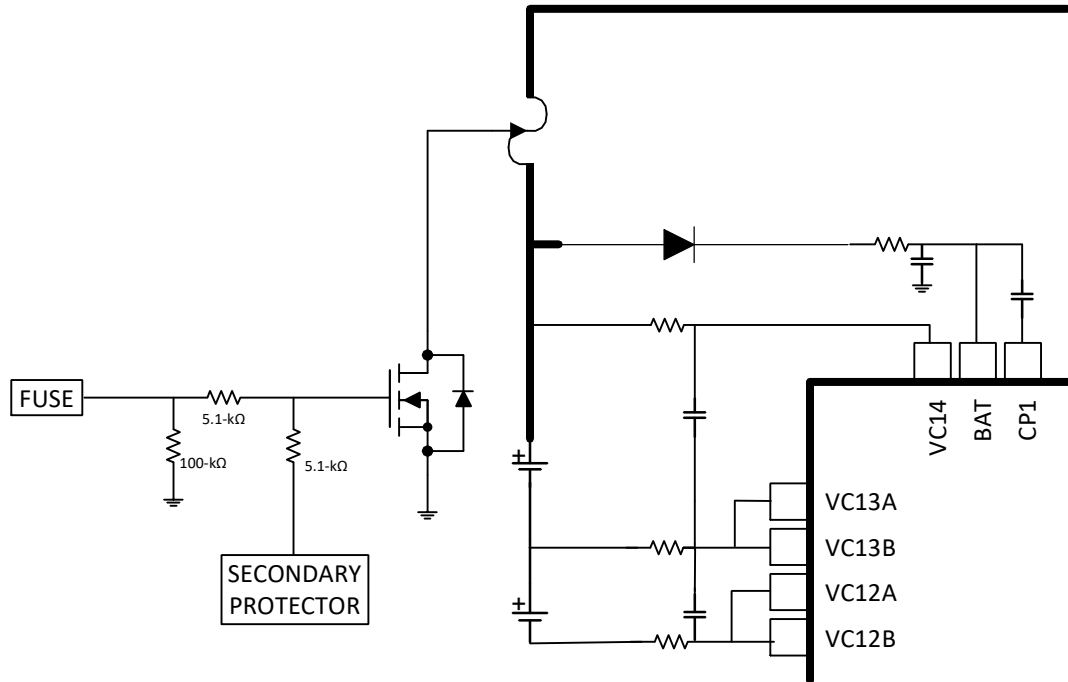 FUSE
5.1-kΩ
100-kΩ
5.1-kΩ
SECONDARY
PROTECTOR
+
+
VC14
BAT
CP1
VC13A
VC13B
VC12A
VC12B